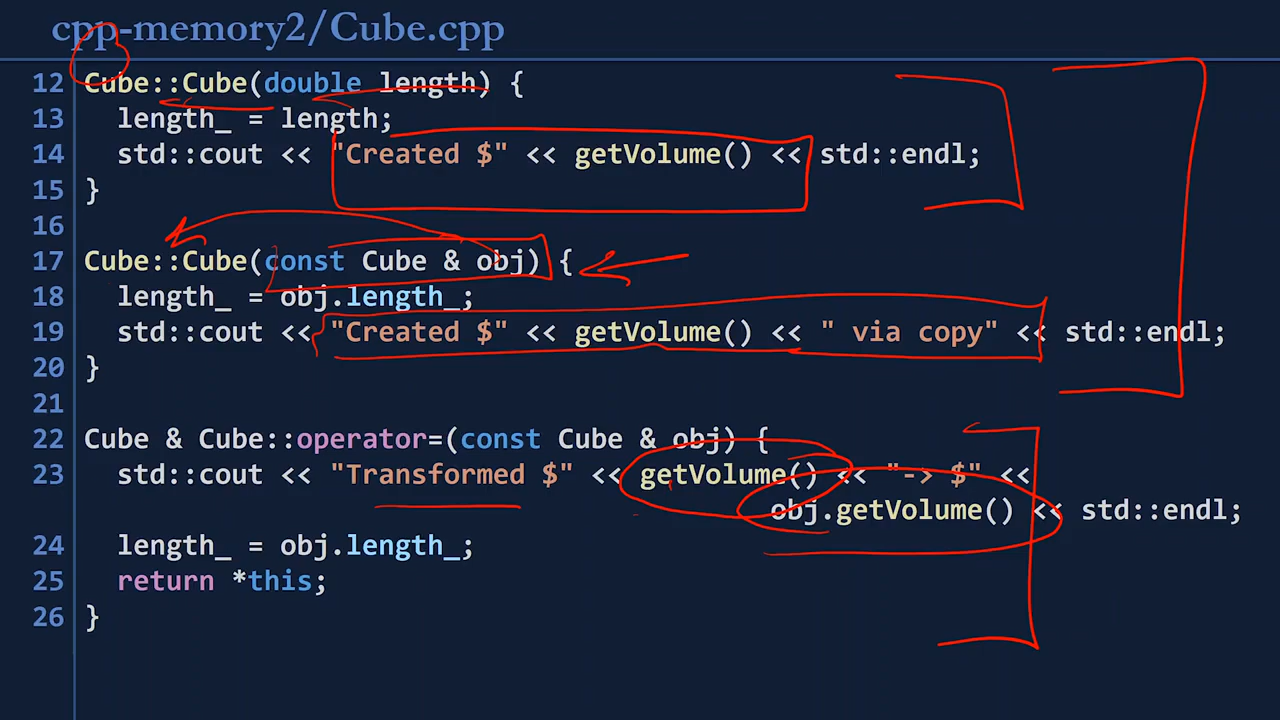 cpp-memory2/Cube.cpp
12 Cube::Cube(double length) {
13   length_ = length;
14   std::cout << "Created $" << getVolume() << std::endl;
15 }
16
17 Cube::Cube(const Cube & obj) {
18   length_ = obj.length_;
19   std::cout << "Created $" << getVolume() << " via copy" << std::endl;
20 }
21
22 Cube & Cube::operator=(const Cube & obj) {
23   std::cout << "Transformed $" << getVolume() << "-> $" <<
obj.getVolume() << std::endl;
24   length_ = obj.length_;
25   return *this;
26 }